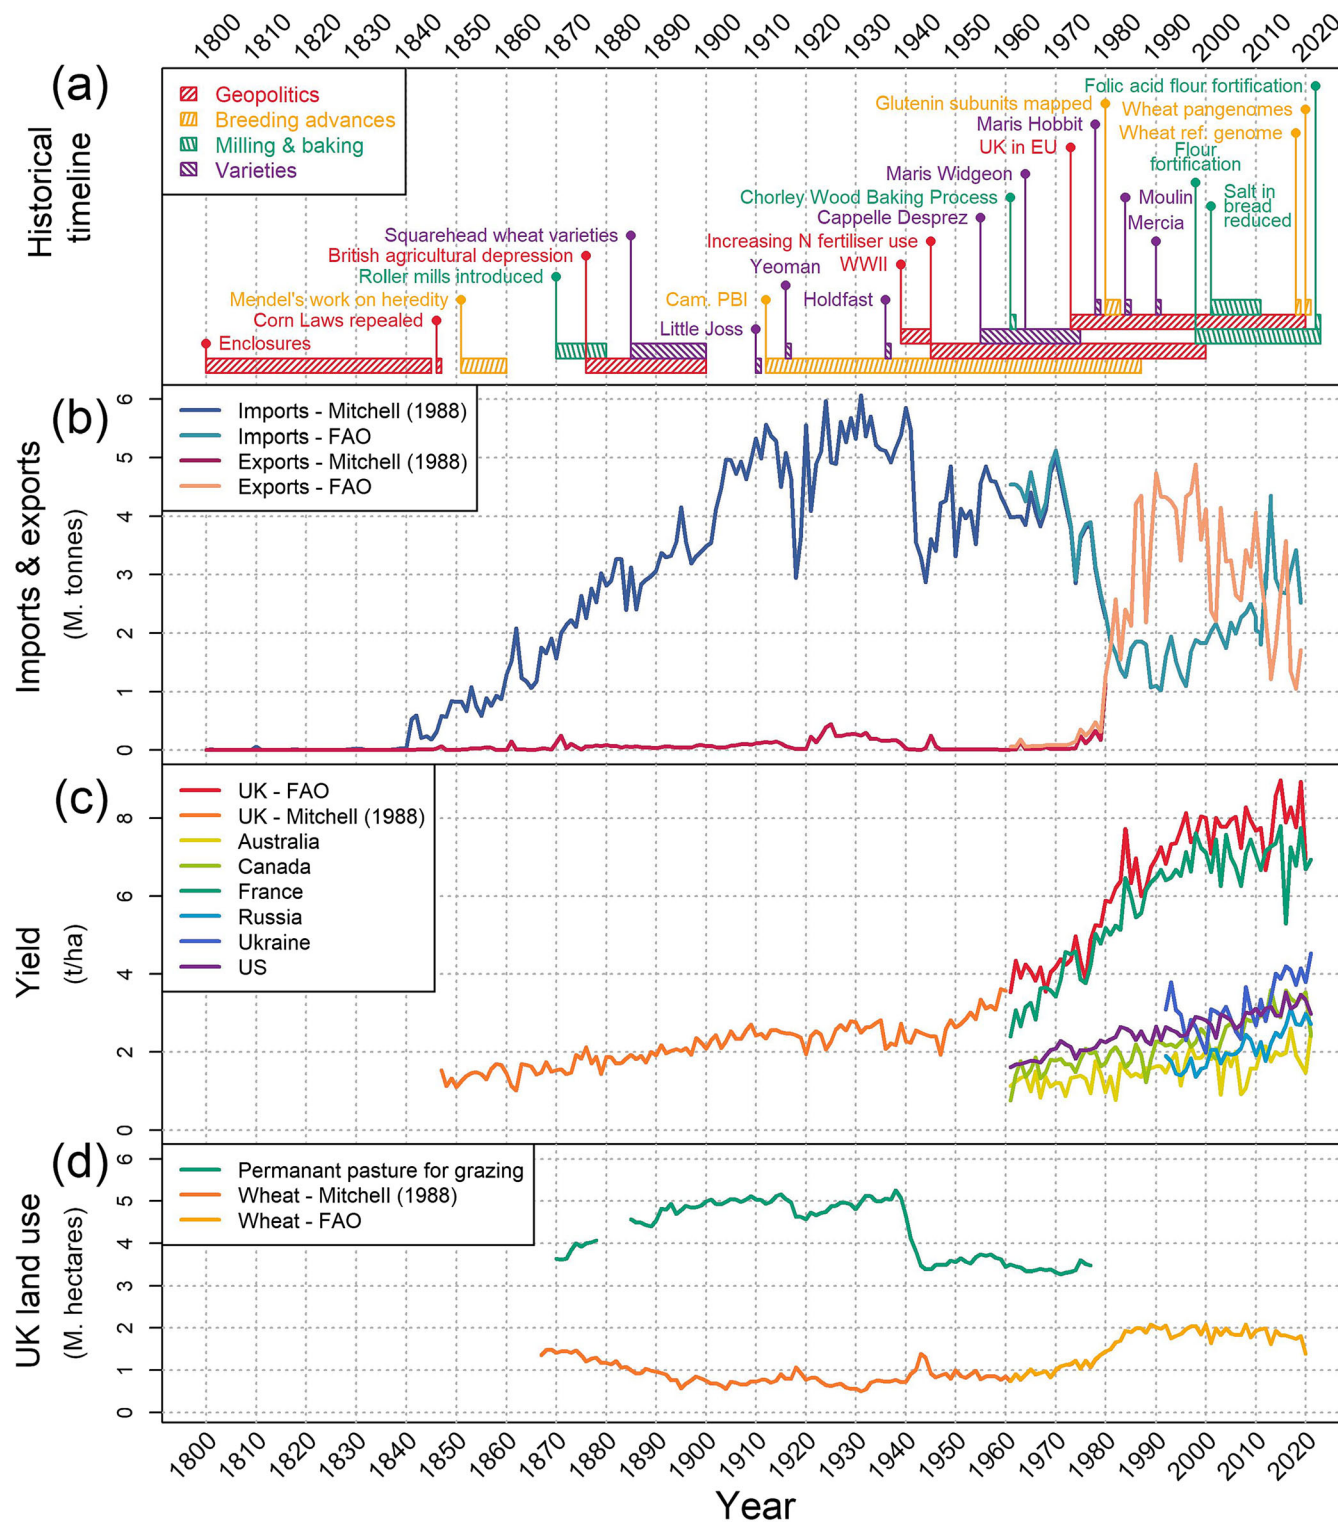 1800 1810 1820 1830 1840 1850 1860 1870 1880 1890 1900 1910 1920 1930 1940 1950 1960 1970 1980 1990 2000 2010 2020
(a)
Historical
timeline
Geopolitics
Breeding advances
Milling & baking
Varieties
Folic acid flour fortification
Glutenin subunits mapped
Wheat pangenomes
Maris Hobbit
Wheat ref. genome
UK in EU
Flour
fortification
Maris Widgeon
Chorley Wood Baking Process
Moulin
Salt in
bread
reduced
Cappelle Desprez
Mercia
Squarehead wheat varieties
Increasing N fertiliser use
British agricultural depression
WWII
Roller mills introduced
Yeoman
Mendel's work on heredity
Cam. PBI
Holdfast
Corn Laws repealed
Little Joss
Enclosures
(b)
Imports & exports
(M. tonnes)
6
5
4
3
2
1
0
Imports - Mitchell (1988)
Imports - FAO
Exports - Mitchell (1988)
Exports - FAO
(c)
Yield
(t/ha)
8
6
4
2
0
UK - FAO
UK - Mitchell (1988)
Australia
Canada
France
Russia
Ukraine
US
(d)
UK land use
(M. hectares)
6
5
4
3
2
1
0
Permanant pasture for grazing
Wheat - Mitchell (1988)
Wheat - FAO
1800 1810 1820 1830 1840 1850 1860 1870 1880 1890 1900 1910 1920 1930 1940 1950 1960 1970 1980 1990 2000 2010 2020
Year